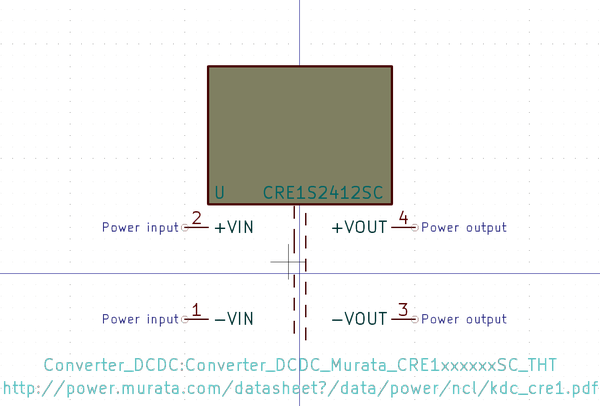 U CRE1S2412SC
2 +VIN +VOUT 4
Power input Power output
1 -VIN -VOUT 3
Power input Power output
Converter_DCDC:Converter_DCDC_Murata_CRE1xxxxxxSC_THT
http://power.murata.com/datasheet?/data/power/ncl/kdc_cre1.pdf